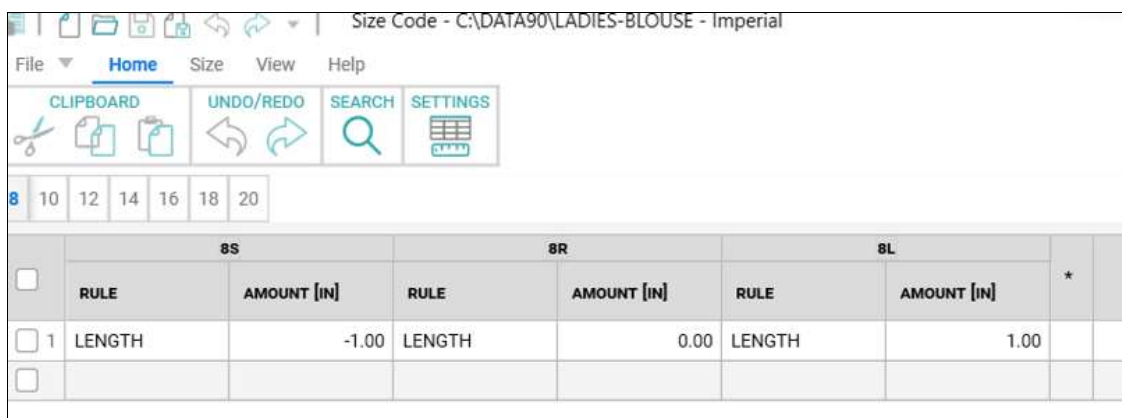 Size Code - C:\DATA90\LADIES-BLOUSE - Imperial
File Home Size View Help
CLIPBOARD UNDO/REDO SEARCH SETTINGS
8 10 12 14 16 18 20
8S 8R 8L
RULE AMOUNT [IN] RULE AMOUNT [IN] RULE AMOUNT [IN] *
1 LENGTH -1.00 LENGTH 0.00 LENGTH 1.00